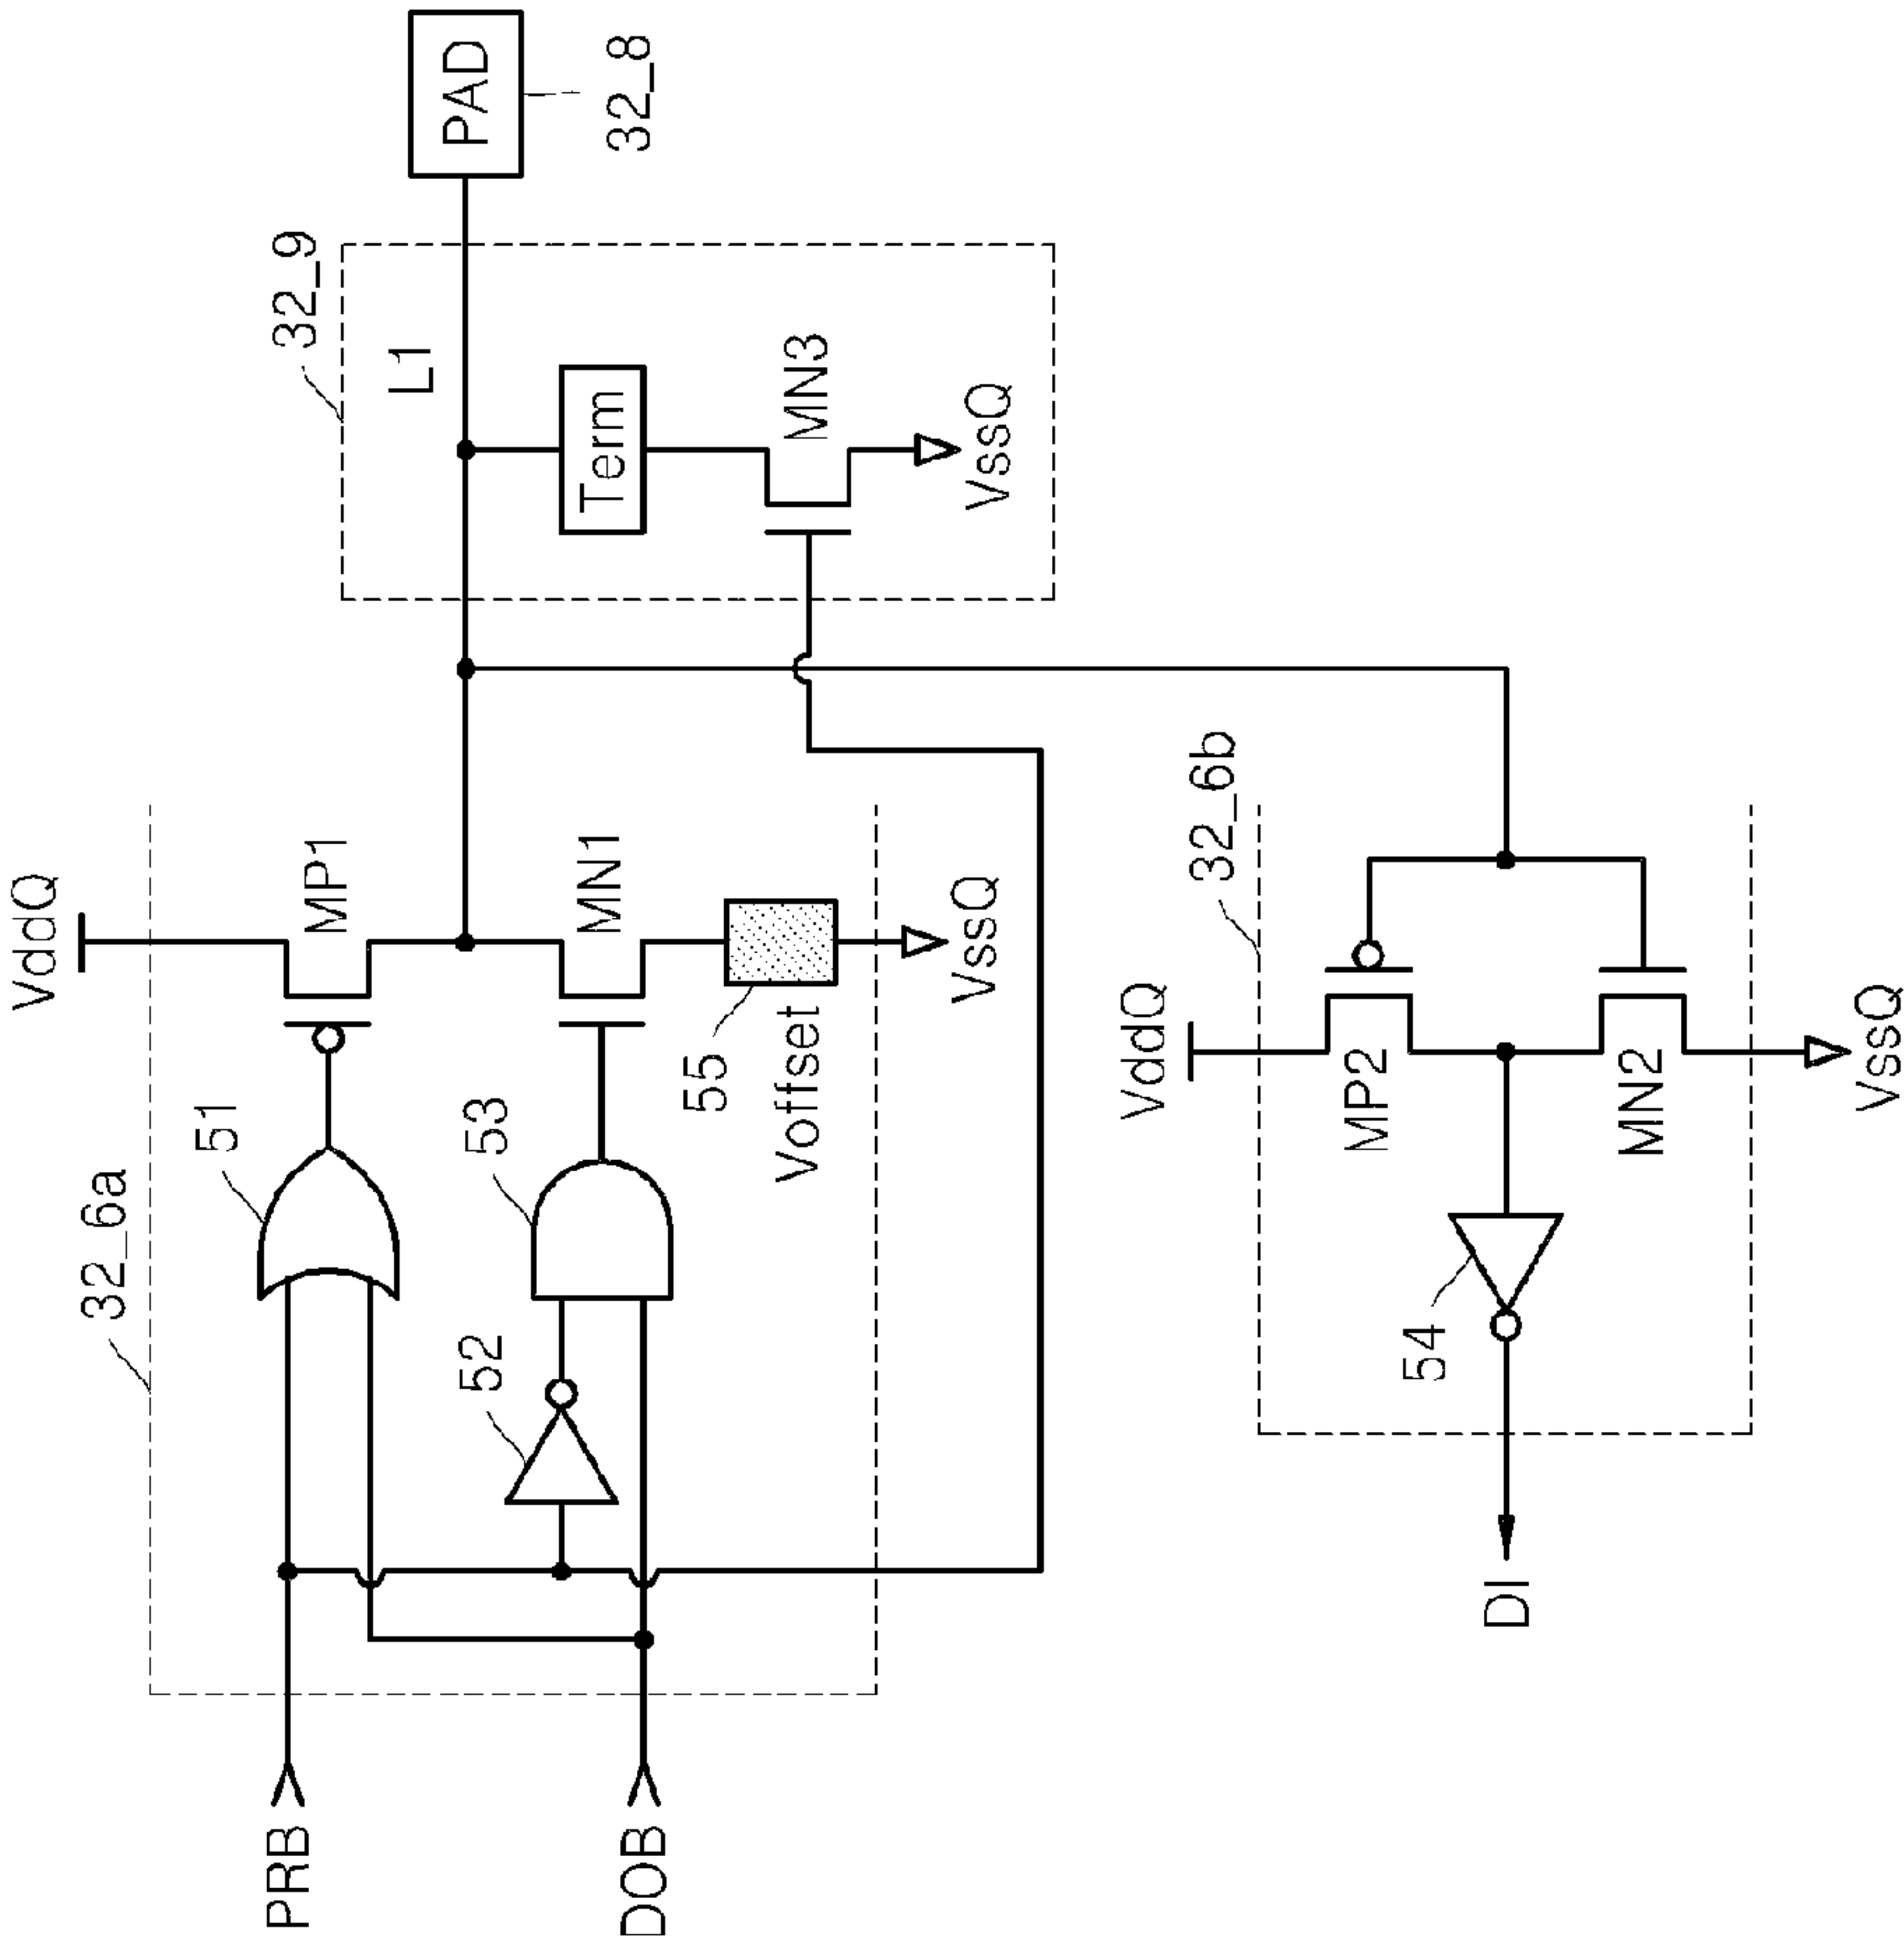 VddQ
32_6a
51
MP1
PRB
52
53
MN1
DOB
55
Voffset
VssQ
32_9
L1
Term
MN3
VssQ
PAD
32_8
32_6b
VddQ
MP2
54
DI
MN2
VssQ